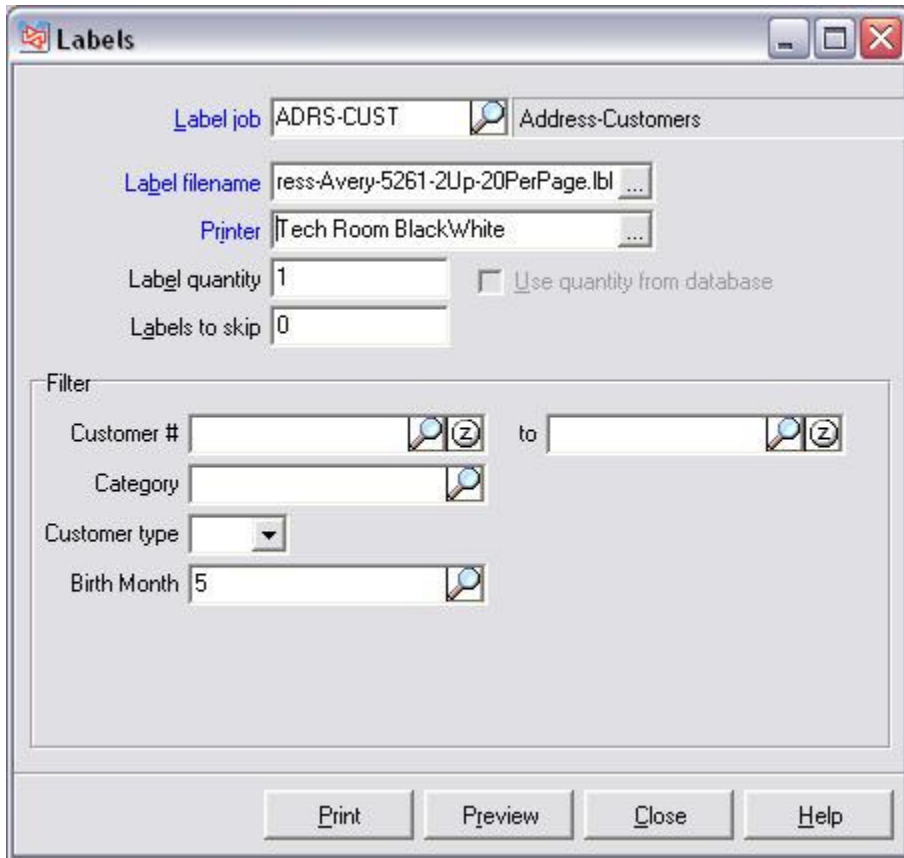 Labels
Label job ADRS-CUST Address-Customers
Label filename ress-Avery-5261-2Up-20PerPage.lbl ...
Printer Tech Room BlackWhite ...
Label quantity 1 Use quantity from database
Labels to skip 0
Filter
Customer # Z to Z
Category
Customer type
Birth Month 5
Print Preview Close Help